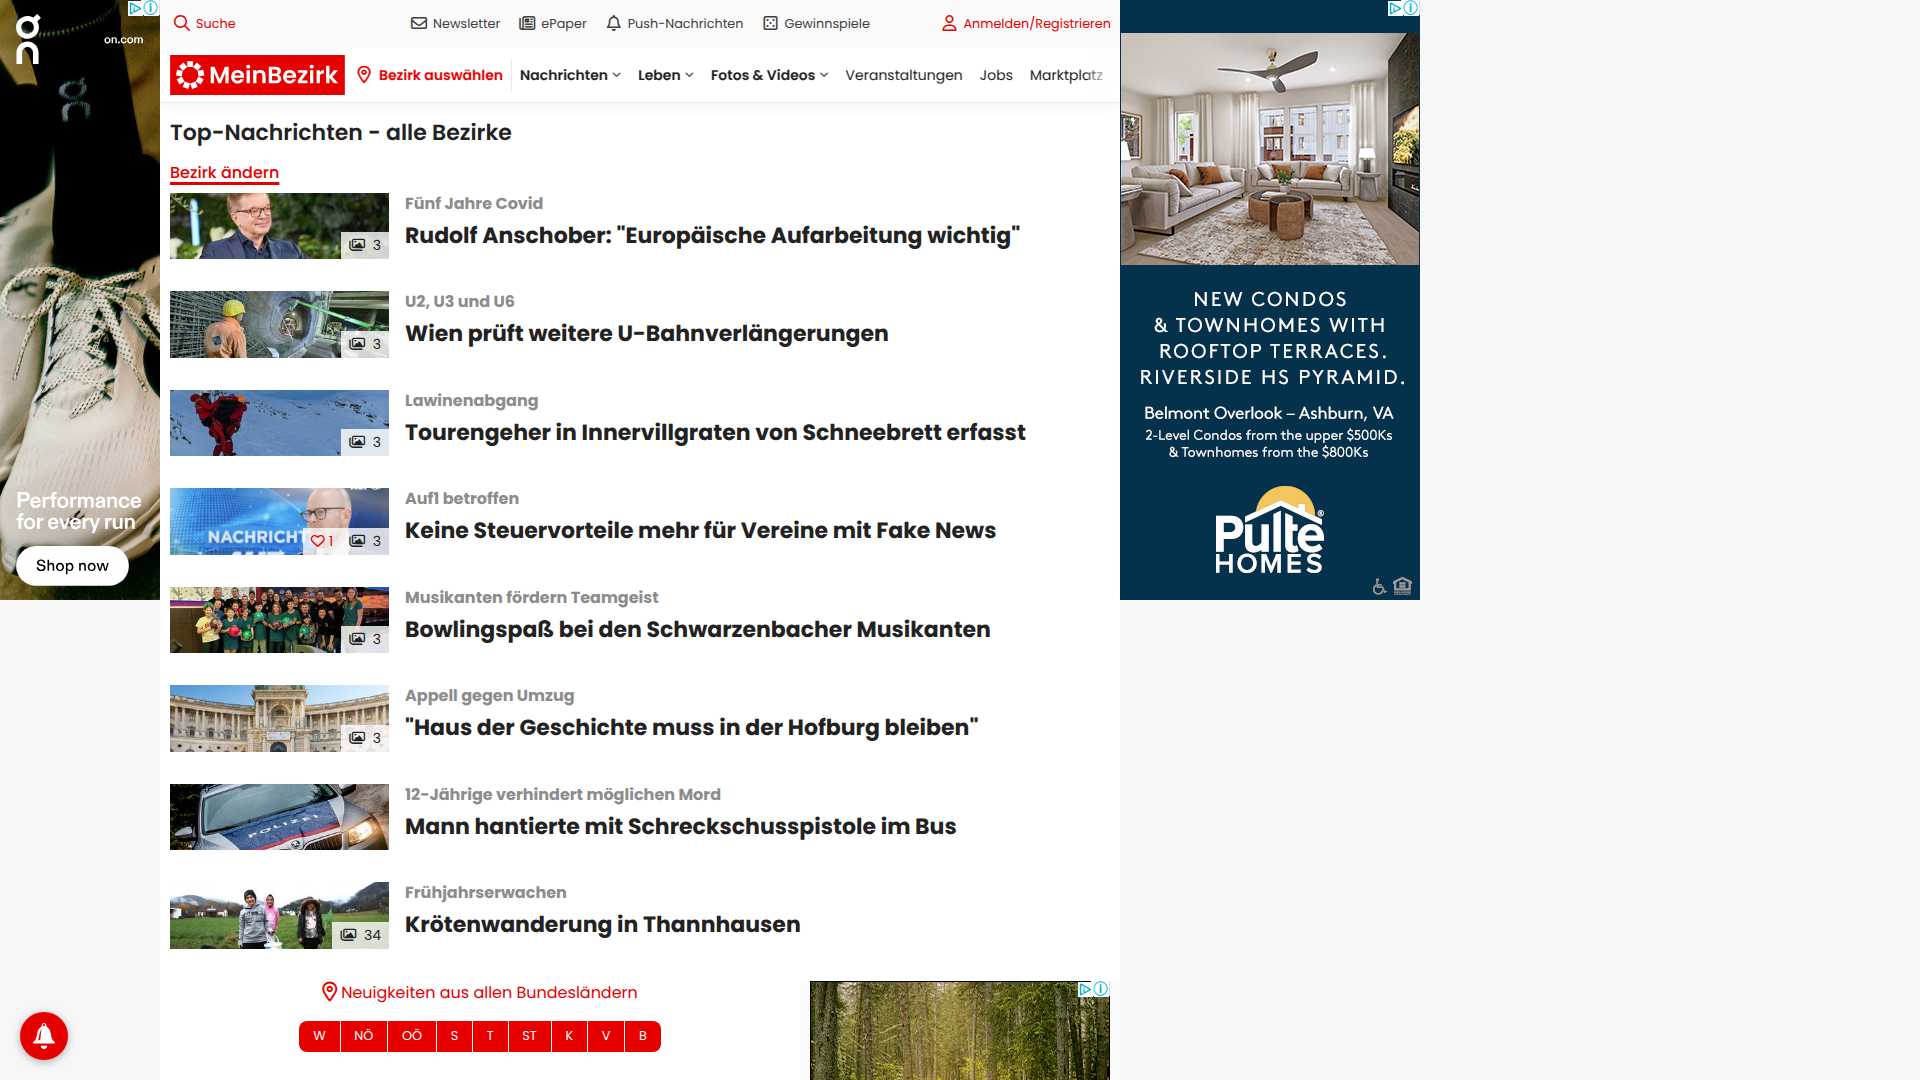 on.com
Performance
for every run
Shop now
Suche
Newsletter
ePaper
Push-Nachrichten
Gewinnspiele
Anmelden/Registrieren
MeinBezirk
Bezirk auswählen
Nachrichten
Leben
Fotos & Videos
Veranstaltungen
Jobs
Marktplatz
Top-Nachrichten - alle Bezirke
Bezirk ändern
3
Fünf Jahre Covid
Rudolf Anschober: "Europäische Aufarbeitung wichtig"
3
U2, U3 und U6
Wien prüft weitere U-Bahnverlängerungen
3
Lawinenabgang
Tourengeher in Innervillgraten von Schneebrett erfasst
NACHRICHT
1
3
Auf1 betroffen
Keine Steuervorteile mehr für Vereine mit Fake News
3
Musikanten fördern Teamgeist
Bowlingspaß bei den Schwarzenbacher Musikanten
3
Appell gegen Umzug
"Haus der Geschichte muss in der Hofburg bleiben"
POLIZEI
12-Jährige verhindert möglichen Mord
Mann hantierte mit Schreckschusspistole im Bus
34
Frühjahrserwachen
Krötenwanderung in Thannhausen
Neuigkeiten aus allen Bundesländern
W
NÖ
OÖ
S
T
ST
K
V
B
NEW CONDOS
& TOWNHOMES WITH
ROOFTOP TERRACES.
RIVERSIDE HS PYRAMID.
Belmont Overlook – Ashburn, VA
2-Level Condos from the upper $500Ks
& Townhomes from the $800Ks
Pulte®
HOMES